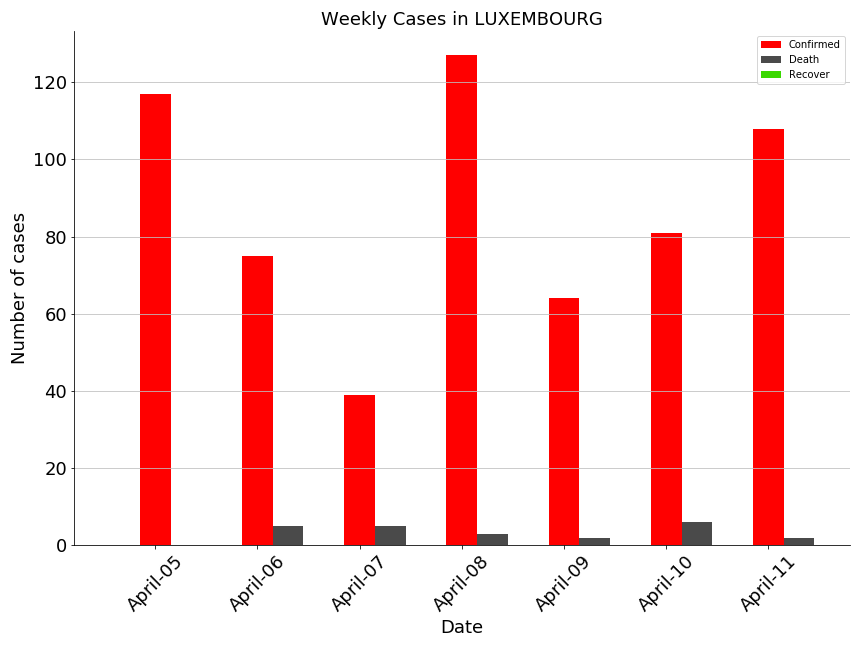 Weekly Cases in LUXEMBOURG
Confirmed
Death
Recover
Number of cases
120
100
80
60
40
20
0
April-05 April-06 April-07 April-08 April-09 April-10 April-11
Date